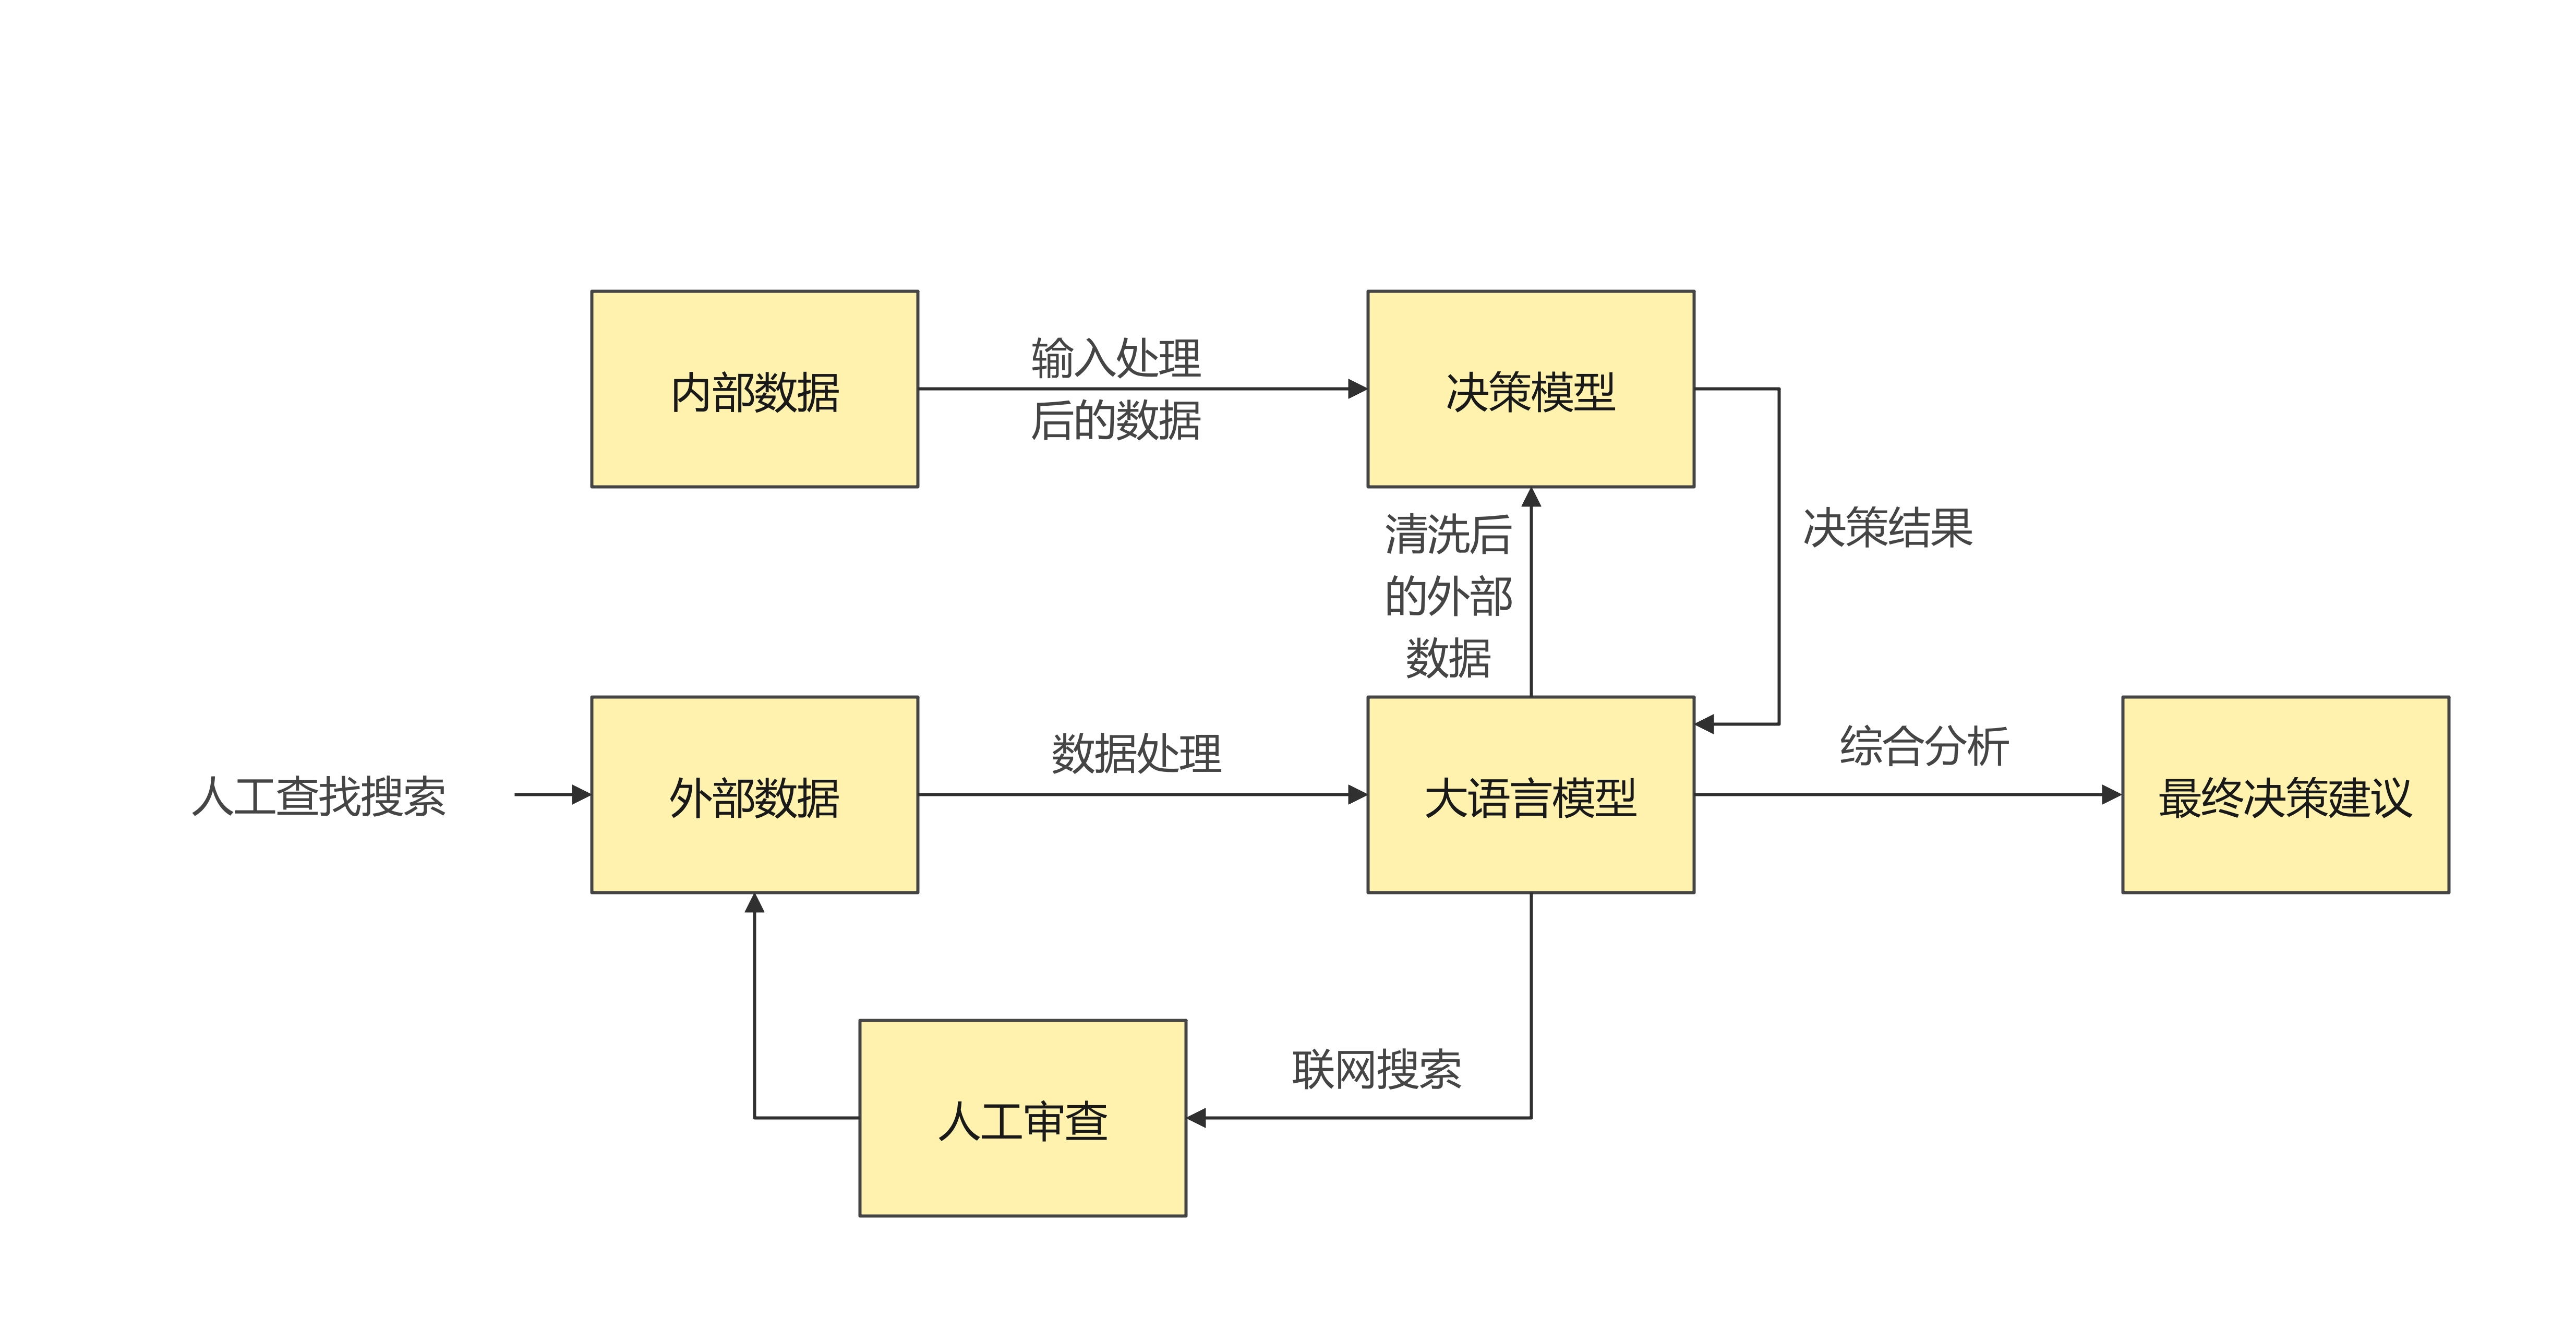 输入处理
内部数据
决策模型
后的数据
清洗后
的外部
数据
决策结果
数据处理
综合分析
人工查找搜索
外部数据
大语言模型
最终决策建议
联网搜索
人工审查